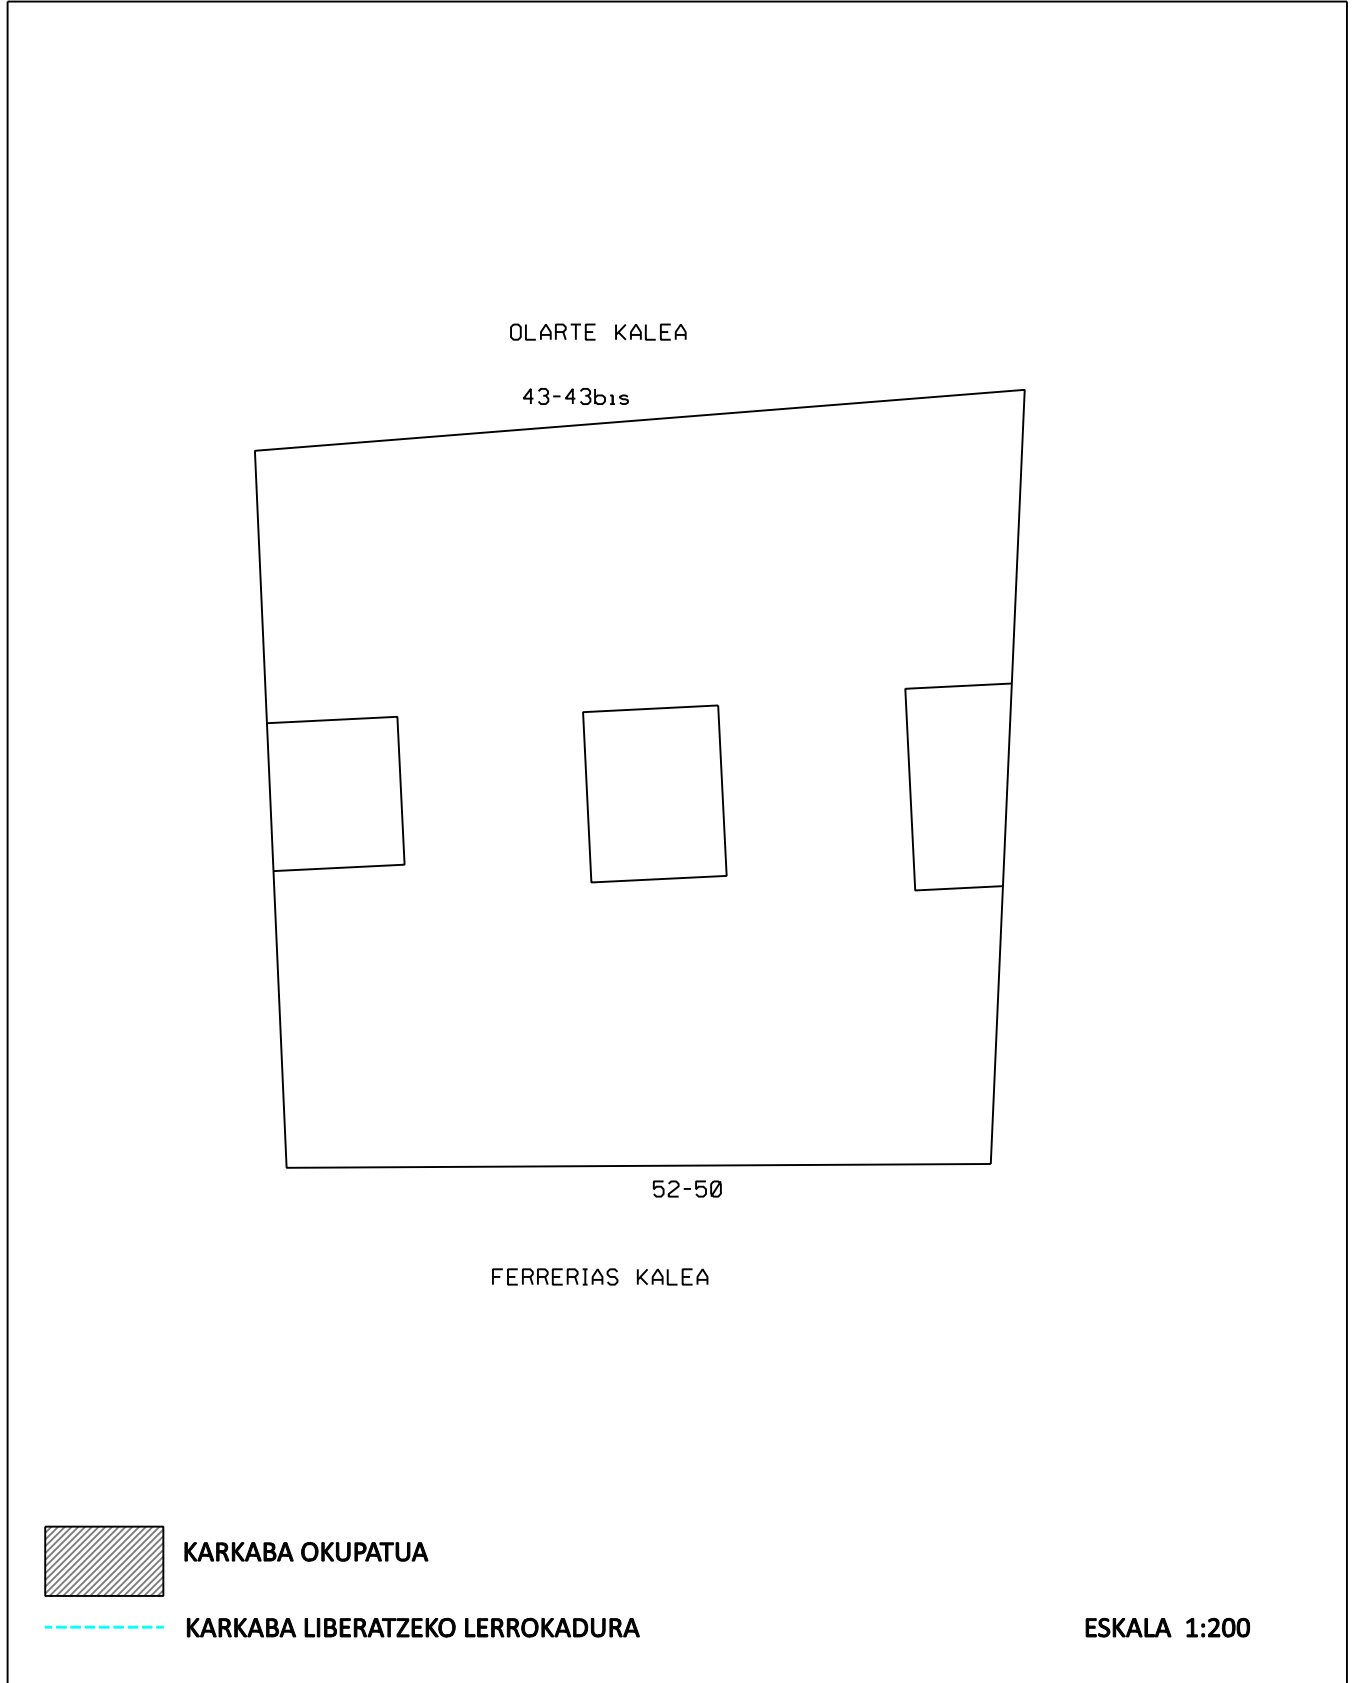 OLARTE KALEA
43-43bis
52-50
FERRERIAS KALEA
KARKABA OKUPATUA
KARKABA LIBERATZEKO LERROKADURA
ESKALA 1:200